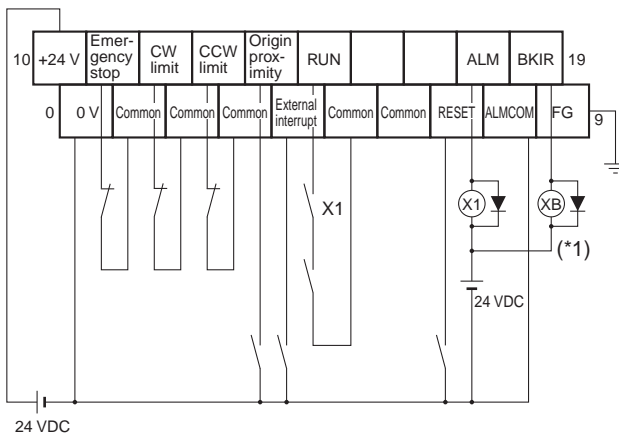 10
+24 V
Emer-
gency
stop
CW
limit
CCW
limit
Origin
prox-
imity
RUN
ALM
BKIR
19
0
0 V
Common
Common
Common
External
interrupt
Common
Common
RESET
ALMCOM
FG
9
X1
X1
XB
(*1)
24 VDC
24 VDC